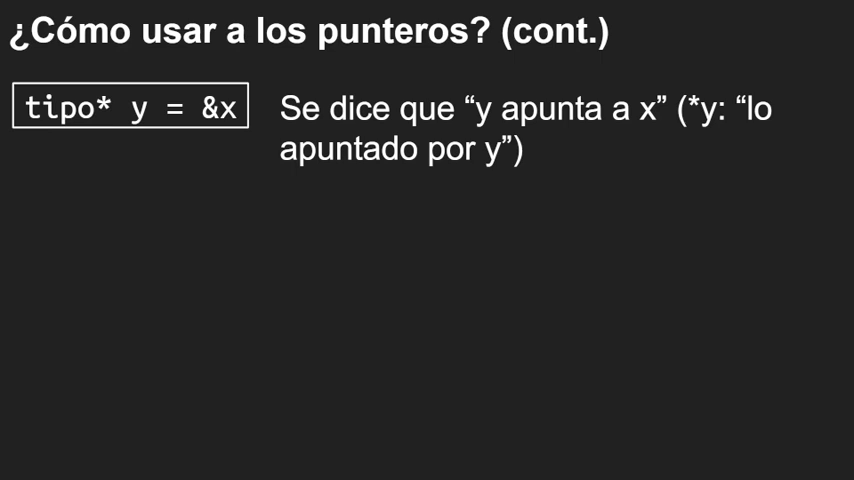 ¿Cómo usar a los punteros? (cont.)
tipo* y = &x
Se dice que “y apunta a x” (*y: “lo
apuntado por y”)